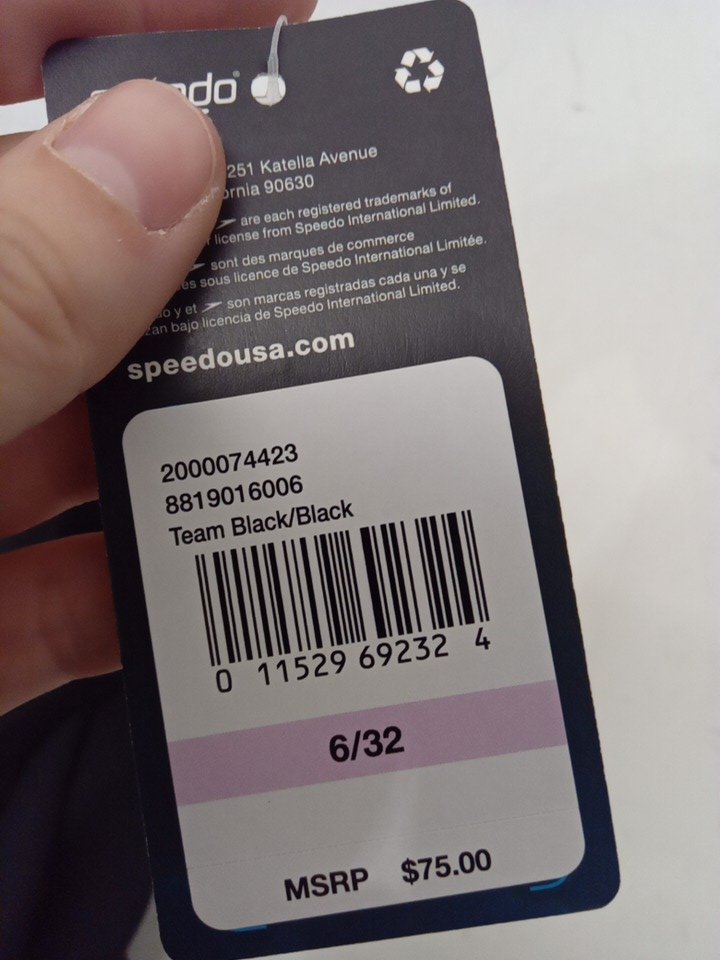 do®
251 Katella Avenue
90630
are each registered trademarks of
license from Speedo International Limited.
sont des marques de commerce
sous licence de Speedo International Limitée.
y et son marcas registradas cada una y se
bajo licencia de Speedo International Limited.
speedousa.com
2000074423
8819016006
Team Black/Black
0 11529 69232 4
6/32
MSRP $75.00